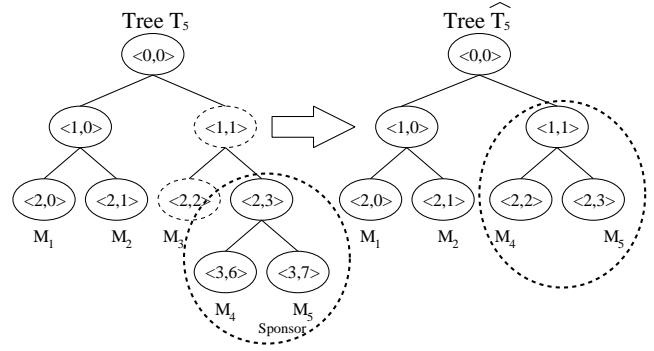 Tree T5 Tree T̂5
<0,0> <0,0>
<1,0> <1,1> <1,0> <1,1>
<2,0> <2,1> <2,2> <2,3> <2,0> <2,1> <2,2> <2,3>
M1 M2 M3 M1 M2 M4 M5
<3,6> <3,7>
M4 M5
Sponsor